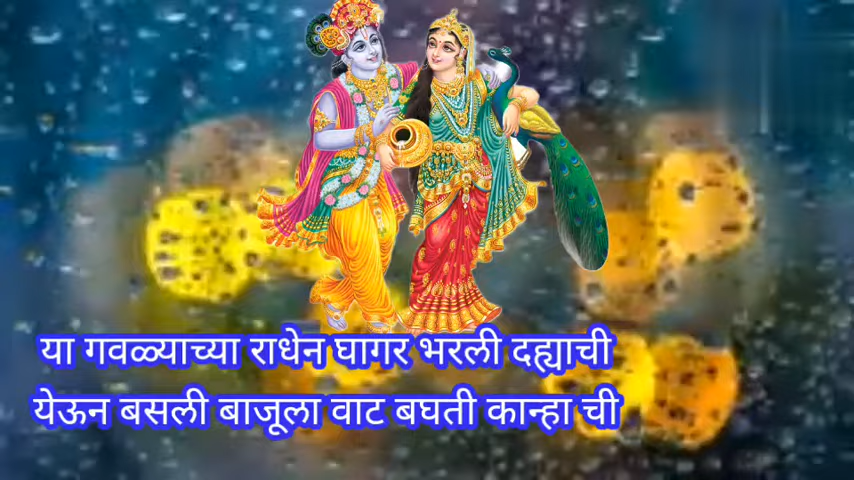 या गवळ्याच्या राधेन घागर भरली दह्याची
येऊन बसली बाजूला वाट बघती कान्हा ची